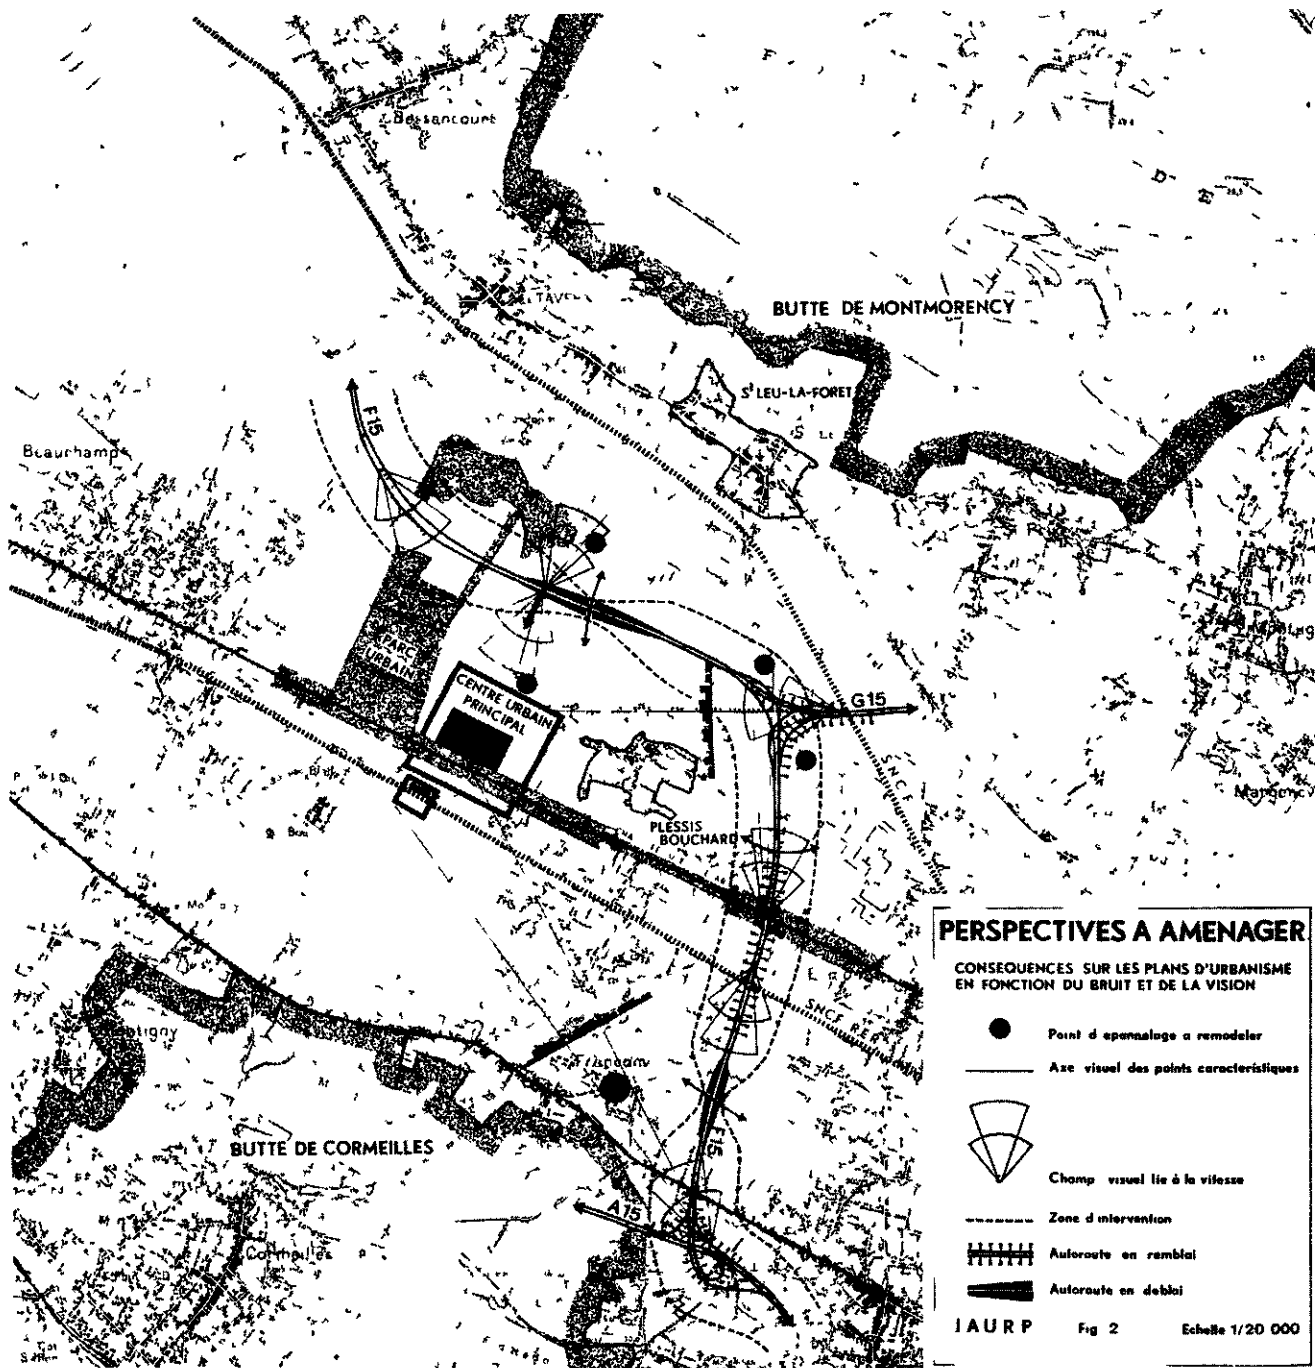 Bessancourt
BUTTE DE MONTMORENCY
St LEU-LA-FORET
F15
Beauchamp
PARC
URBAIN
CENTRE URBAIN
PRINCIPAL
G15
SNCF
PLESSIS
BOUCHARD
SNCF RER
F15
BUTTE DE CORMEILLES
A15
Cormeilles
PERSPECTIVES A AMENAGER
CONSEQUENCES SUR LES PLANS D'URBANISME
EN FONCTION DU BRUIT ET DE LA VISION
Point d epannelage a remodeler
Axe visuel des points caracteristiques
Champ visuel lie à la vitesse
Zone d intervention
Autoroute en remblai
Autoroute en deblai
IAURP Fig 2 Echelle 1/20 000